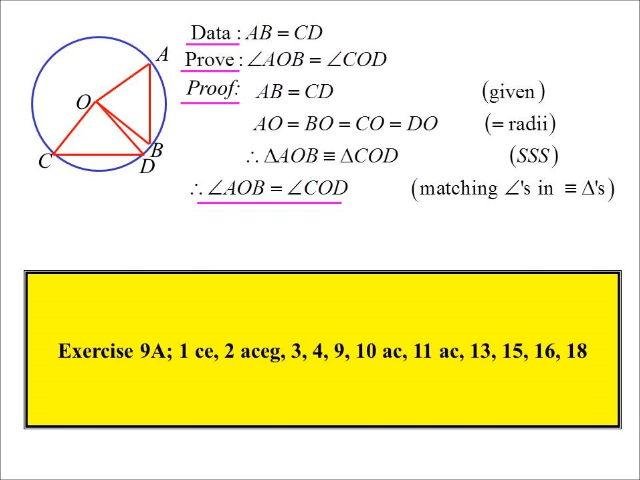 Data : AB = CD
Prove : ∠AOB = ∠COD
Proof: AB = CD (given)
AO = BO = CO = DO (= radii)
∴ ΔAOB ≡ ΔCOD (SSS)
∴ ∠AOB = ∠COD (matching ∠'s in ≡ Δ's)
A
O
B
C
D
Exercise 9A; 1 ce, 2 aceg, 3, 4, 9, 10 ac, 11 ac, 13, 15, 16, 18